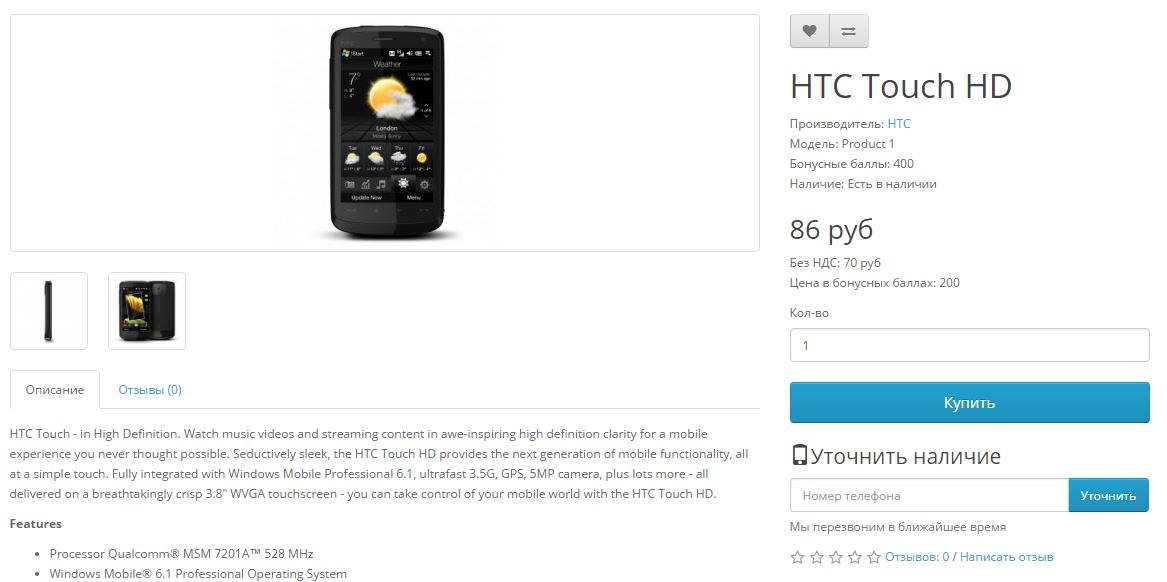 Start
Weather
7°
London
Mostly Sunny
Tue
Wed
Thu
Fri
Update Now
Menu
Описание
Отзывы (0)
HTC Touch - in High Definition. Watch music videos and streaming content in awe-inspiring high definition clarity for a mobile
experience you never thought possible. Seductively sleek, the HTC Touch HD provides the next generation of mobile functionality, all
at a simple touch. Fully integrated with Windows Mobile Professional 6.1, ultrafast 3.5G, GPS, 5MP camera, plus lots more - all
delivered on a breathtakingly crisp 3.8" WVGA touchscreen - you can take control of your mobile world with the HTC Touch HD.
Features
• Processor Qualcomm® MSM 7201A™ 528 MHz
• Windows Mobile® 6.1 Professional Operating System
HTC Touch HD
Производитель: HTC
Модель: Product 1
Бонусные баллы: 400
Наличие: Есть в наличии
86 руб
Без НДС: 70 руб
Цена в бонусных баллах: 200
Кол-во
1
Купить
Уточнить наличие
Номер телефона
Уточнить
Мы перезвоним в ближайшее время
Отзывов: 0 / Написать отзыв